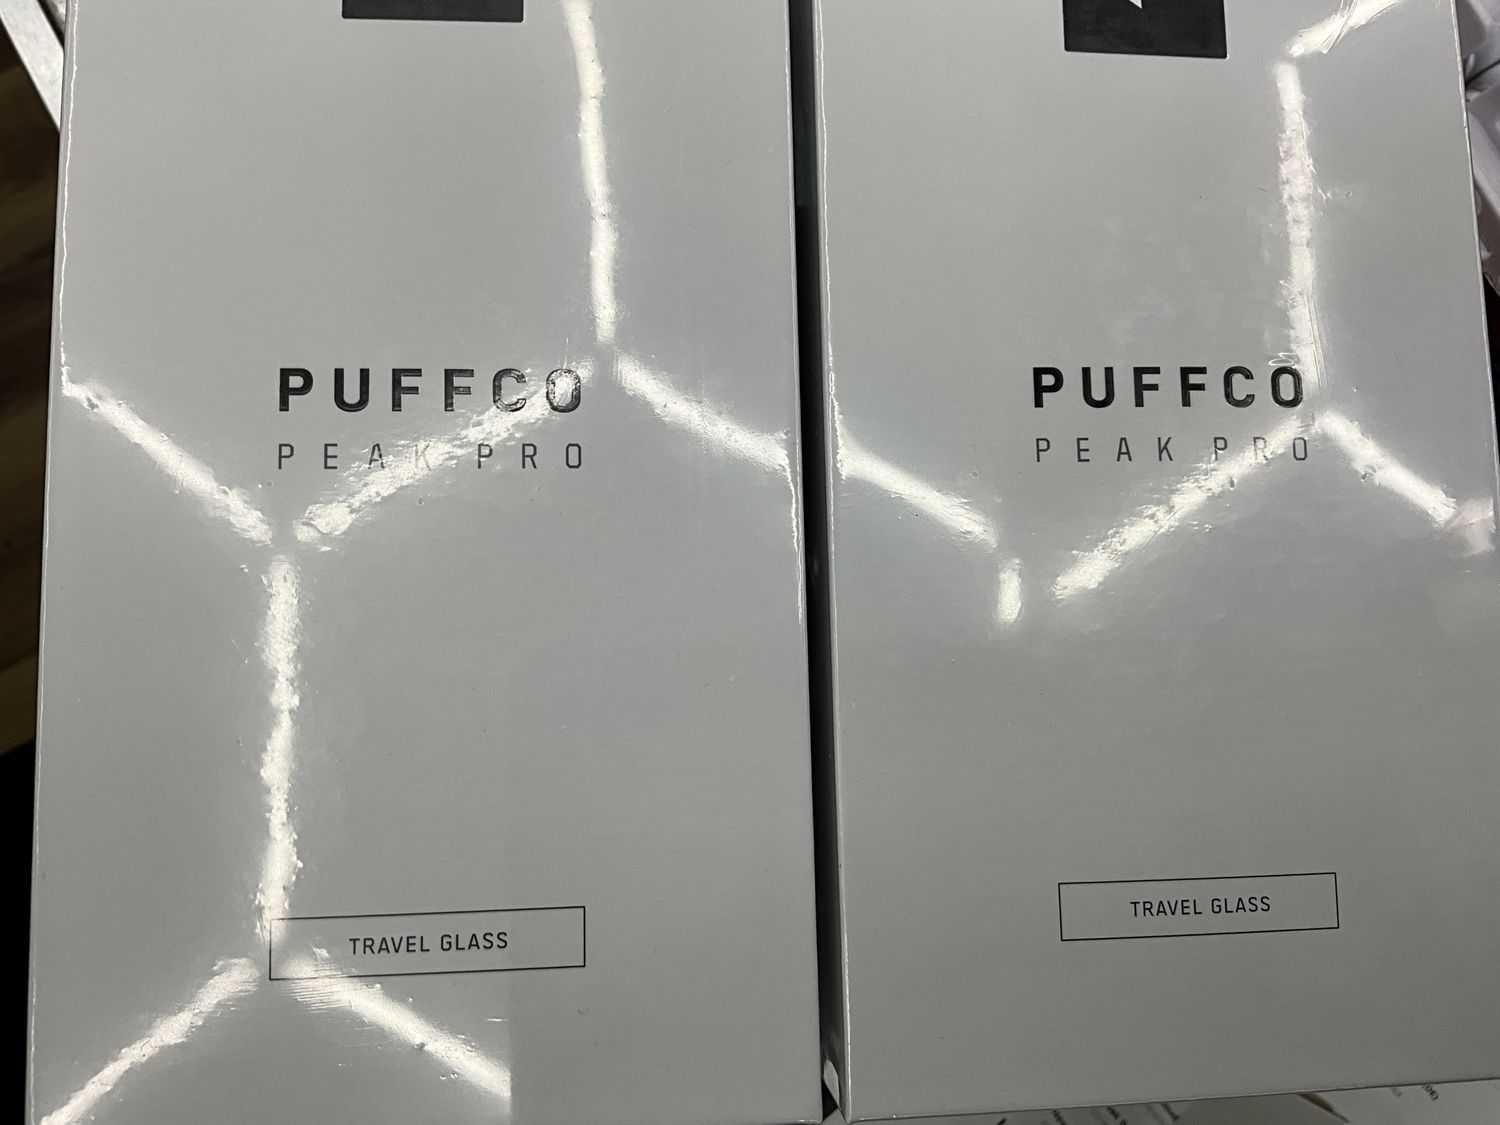 PUFFCO
PEAK PRO
TRAVEL GLASS
PUFFCO
PEAK PRO
TRAVEL GLASS